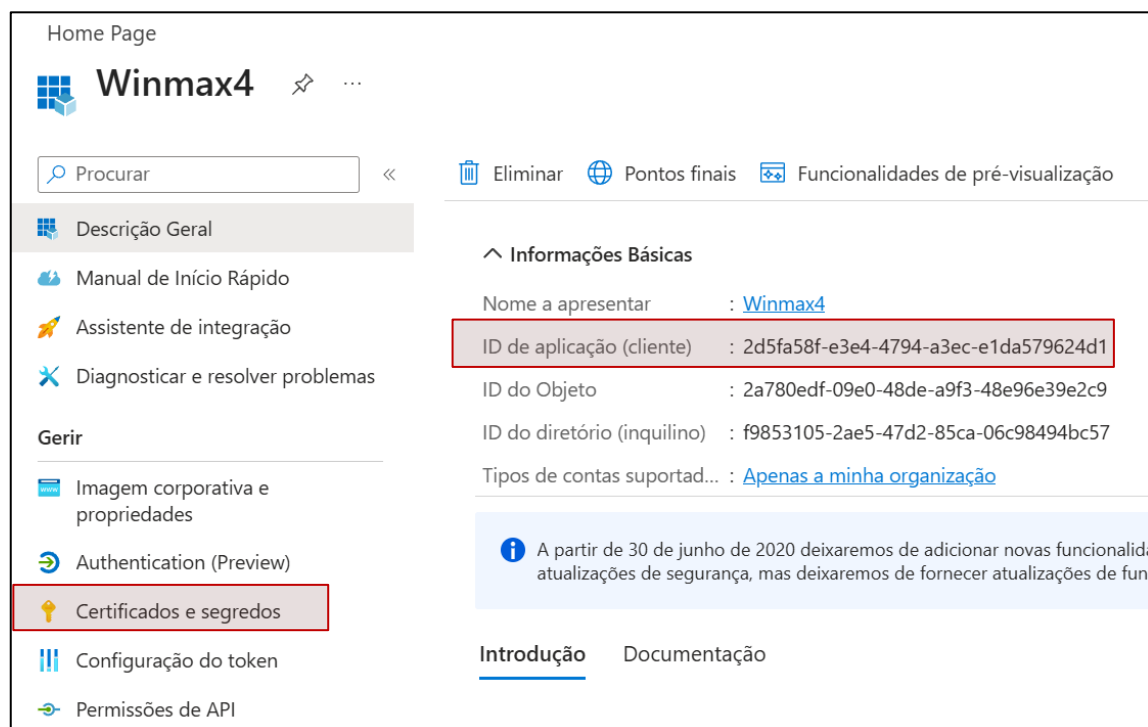 Home Page
Winmax4
Procurar
Eliminar
Pontos finais
Funcionalidades de pré-visualização
Descrição Geral
Manual de Início Rápido
Assistente de integração
Diagnosticar e resolver problemas
Gerir
Imagem corporativa e
propriedades
Authentication (Preview)
Certificados e segredos
Configuração do token
Permissões de API
Informações Básicas
Nome a apresentar : Winmax4
ID de aplicação (cliente) : 2d5fa58f-e3e4-4794-a3ec-e1da579624d1
ID do Objeto : 2a780edf-09e0-48de-a9f3-48e96e39e2c9
ID do diretório (inquilino) : f9853105-2ae5-47d2-85ca-06c98494bc57
Tipos de contas suportad... : Apenas a minha organização
A partir de 30 de junho de 2020 deixaremos de adicionar novas funcionalida
atualizações de segurança, mas deixaremos de fornecer atualizações de fun
Introdução Documentação